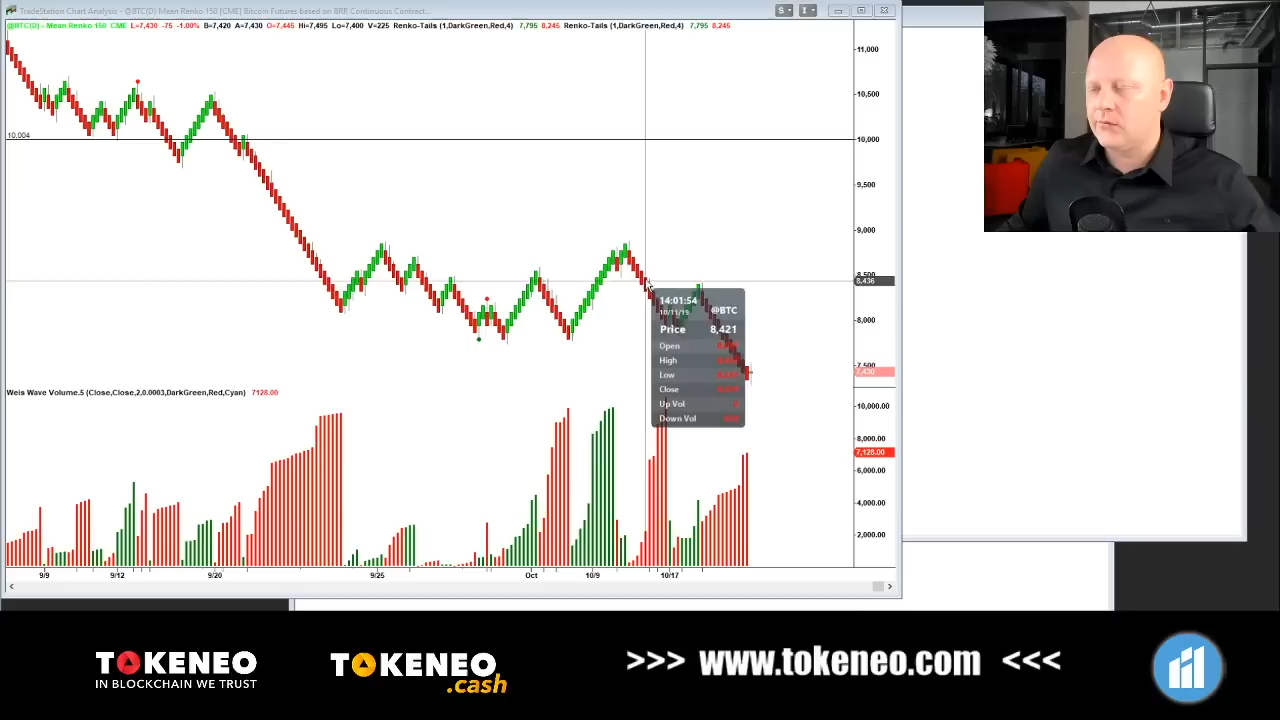 TradeStation Chart Analysis - @BTC(D) Mean Renko 150 [CME] Bitcoin Futures based on BRR Continuous Contract...
@BTC(D) - Mean Renko 150 CME L=7,430 -75 -1.00% B=7,420 A=7,430 O=7,445 Hi=7,495 Lo=7,400 V=225 Renko-Tails (1,DarkGreen,Red,4) 7,795 8,245 Renko-Tails (1,DarkGreen,Red,4) 7,795 8,245
11,000
10,500
10,004
10,000
9,500
9,000
8,500
8,436
8,000
7,500
7,430
14:01:54
10/11/19
@BTC
Price 8,421
Open
High
Low
Close
Up Vol
Down Vol
Weis Wave Volume.5 (Close,Close,2,0.0003,DarkGreen,Red,Cyan) 7128.00
10,000.00
8,000.00
7,128.00
6,000.00
4,000.00
2,000.00
9/9 9/12 9/20 9/25 Oct 10/9 10/17
TOKENEO
IN BLOCKCHAIN WE TRUST
TOKENEO
.cash
>>> www.tokeneo.com <<<